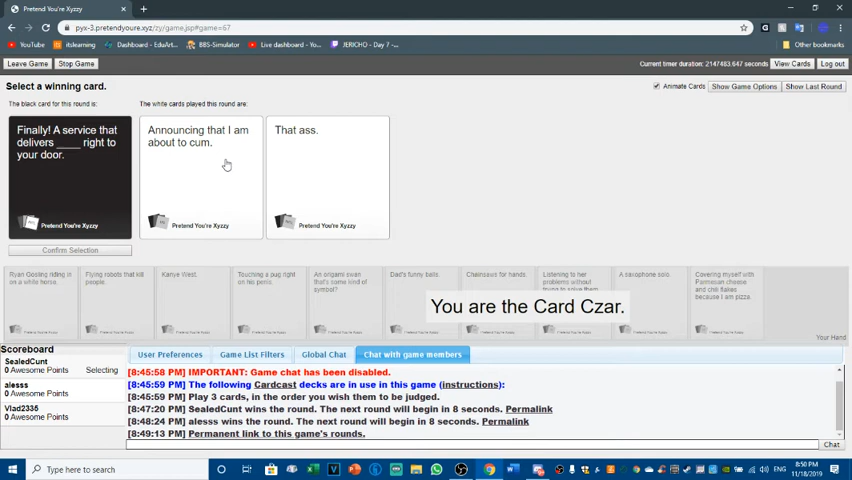 Pretend You're Xyzzy
pyx-3.pretendyoure.xyz/zy/game.jsp#game=67
YouTube
itslearning
Dashboard - EduArt...
BBS-Simulator
Live dashboard - Yo...
JERICHO - Day 7 -...
Other bookmarks
Leave Game
Stop Game
Current timer duration: 2147483.647 seconds
View Cards
Log out
Select a winning card.
Animate Cards
Show Game Options
Show Last Round
The black card for this round is:
The white cards played this round are:
Finally! A service that
delivers ____ right to
your door.
Pretend You're Xyzzy
Announcing that I am
about to cum.
Pretend You're Xyzzy
That ass.
Pretend You're Xyzzy
Confirm Selection
Ryan Gosling riding in
on a white horse.
Flying robots that kill
people.
Kanye West.
Touching a pug right
on his penis.
An origami swan
that's some kind of
symbol?
Dad's funny balls.
Chainsaws for hands.
Listening to her
problems without
trying to solve them.
A saxophone solo.
Covering myself with
Parmesan cheese
and chili flakes
because I am pizza.
You are the Card Czar.
Your Hand
Scoreboard
SealedCunt
0 Awesome Points
Selecting
alesss
0 Awesome Points
Vlad2335
0 Awesome Points
User Preferences
Game List Filters
Global Chat
Chat with game members
[8:45:58 PM] IMPORTANT: Game chat has been disabled.
[8:45:59 PM] The following Cardcast decks are in use in this game (instructions):
[8:45:59 PM] Play 3 cards, in the order you wish them to be judged.
[8:47:20 PM] SealedCunt wins the round. The next round will begin in 8 seconds. Permalink
[8:48:24 PM] alesss wins the round. The next round will begin in 8 seconds. Permalink
[8:49:13 PM] Permanent link to this game's rounds.
Chat
Type here to search
ENG
8:50 PM
11/18/2019